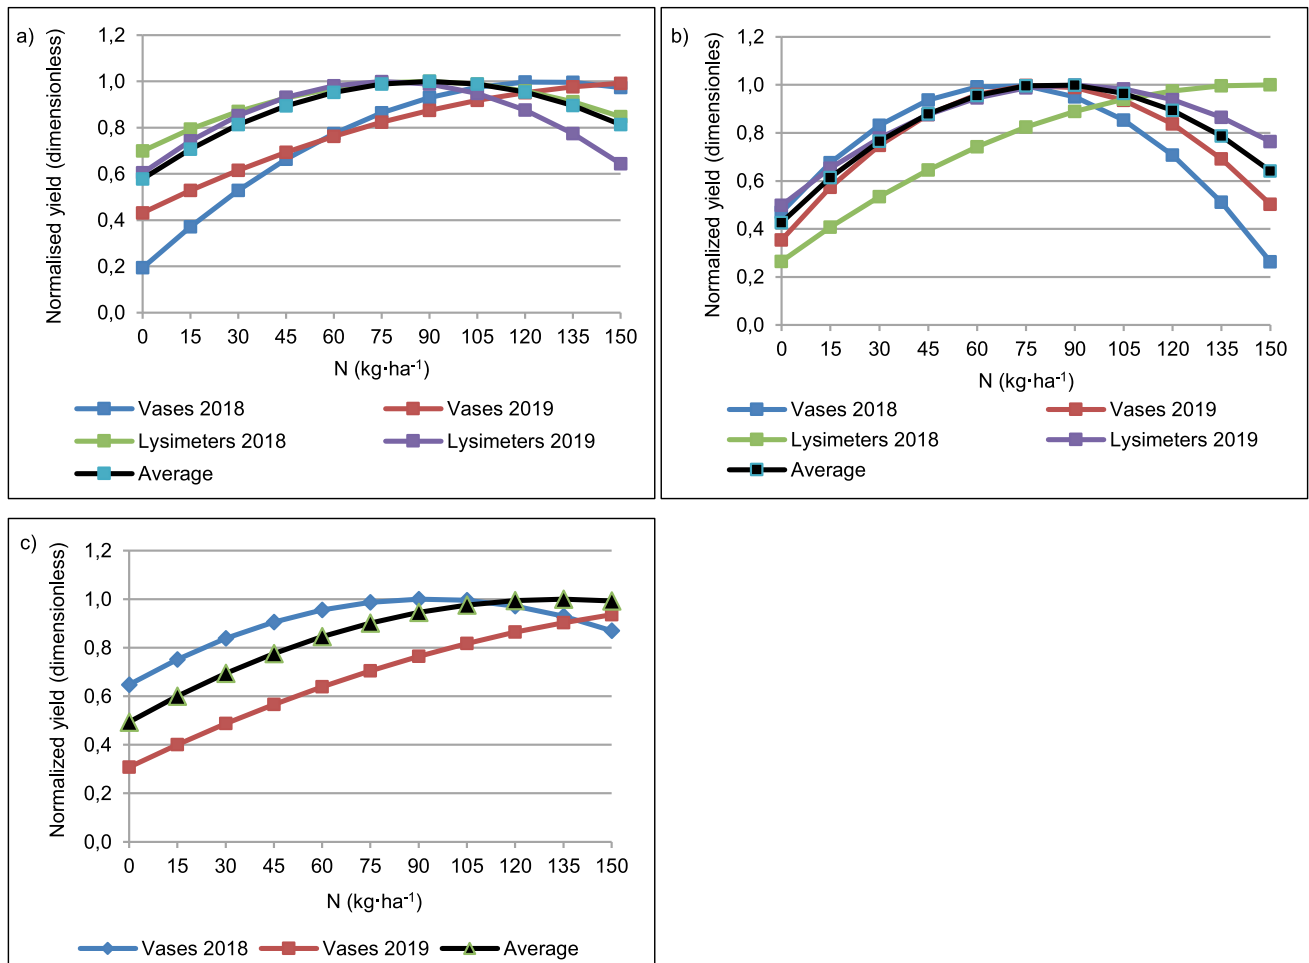 a)
Normalised yield (dimensionless)
1,2
1,0
0,8
0,6
0,4
0,2
0,0
0 15 30 45 60 75 90 105 120 135 150
N (kg·ha⁻¹)
Vases 2018 Vases 2019
Lysimeters 2018 Lysimeters 2019
Average
b)
Normalized yield (dimensionless)
1,2
1,0
0,8
0,6
0,4
0,2
0,0
0 15 30 45 60 75 90 105 120 135 150
N (kg·ha⁻¹)
Vases 2018 Vases 2019
Lysimeters 2018 Lysimeters 2019
Average
c)
Normalized yield (dimensionless)
1,2
1,0
0,8
0,6
0,4
0,2
0,0
0 15 30 45 60 75 90 105 120 135 150
N (kg·ha⁻¹)
Vases 2018 Vases 2019 Average